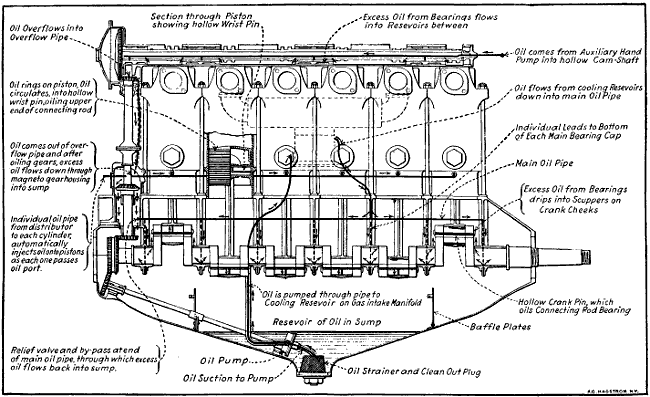 Section through Piston
showing hollow Wrist Pin
Excess Oil from Bearings flows
into Resevoirs between
Oil Overflows into
Overflow Pipe
Oil comes from Auxiliary Hand
Pump into hollow Cam-Shaft
Oil rings on piston, Oil
circulates, into hollow
wrist pin, oiling upper
end of connecting rod
Oil flows from cooling Resevoirs
down into main Oil Pipe
Individual Leads to Bottom
of Each Main Bearing Cap
Oil comes out of over-
flow pipe and after
oiling gears, excess
oil flows down through
magneto gear housing
into sump
Main Oil Pipe
Excess Oil from Bearings
drips into Scuppers on
Crank Cheeks
Individual oil pipe
from distributor
to each cylinder,
automatically
injects oil onto pistons
as each one passes
oil port.
Oil is pumped through pipe to
Cooling Resevoir on Gas intake Manifold
Hollow Crank Pin, which
oils Connecting Rod Bearing
Resevoir of Oil in Sump
Baffle Plates
Relief valve and by-pass at end
of main oil pipe, through which excess
oil flows back into sump.
Oil Pump
Oil Suction to Pump
Oil Strainer and Clean Out Plug
A.G. HAGSTROM, N.Y.